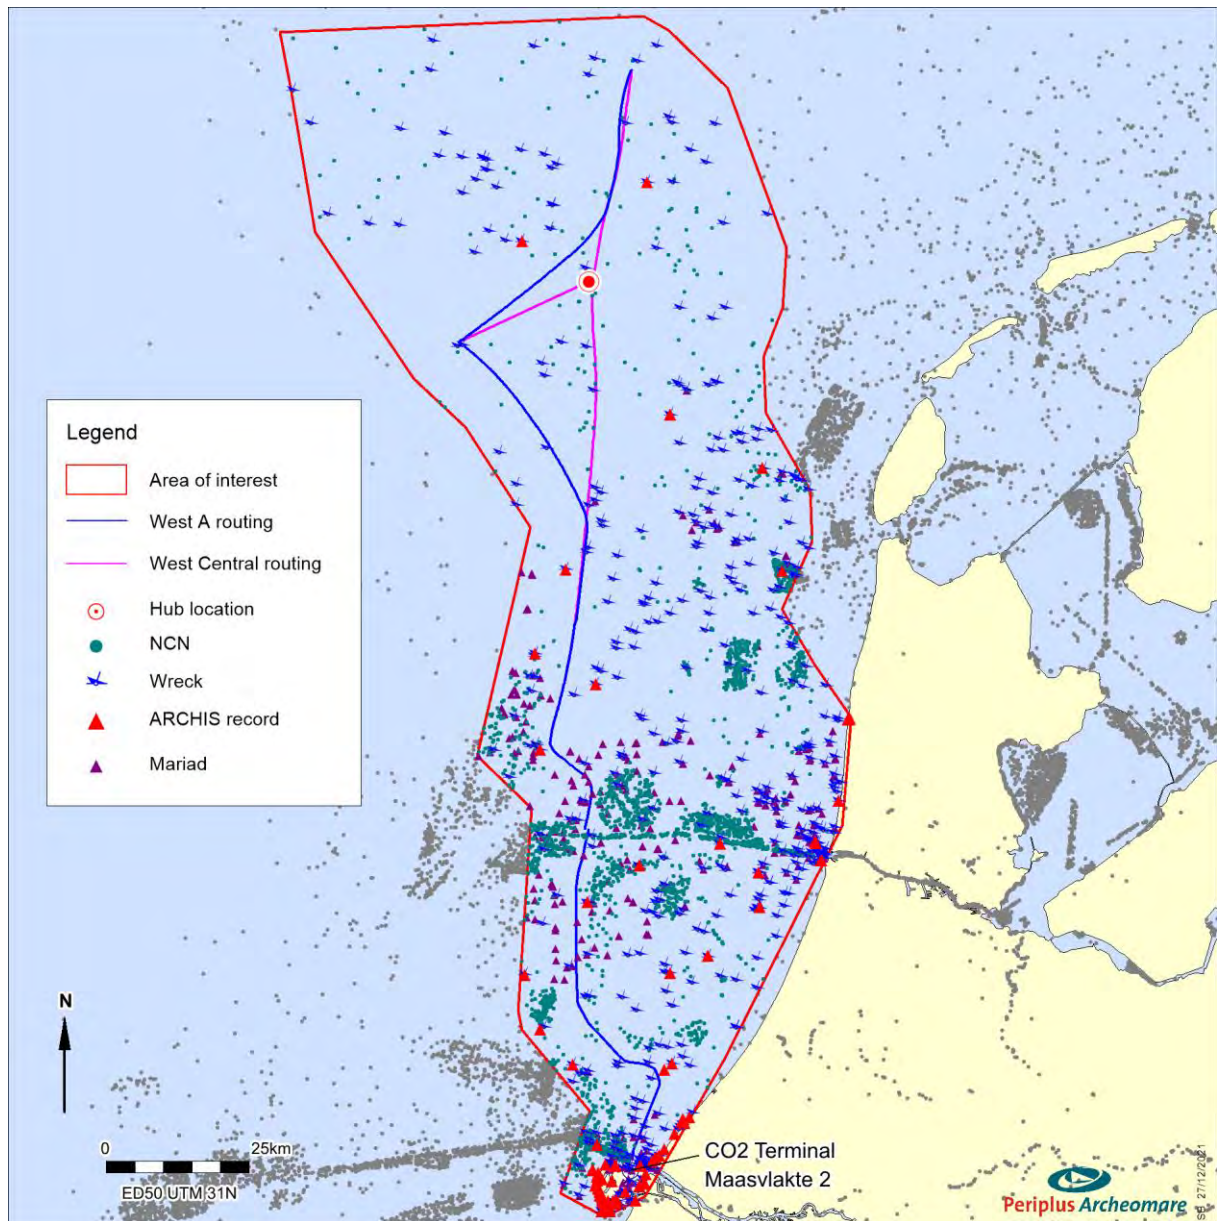 Legend
Area of interest
West A routing
West Central routing
Hub location
NCN
Wreck
ARCHIS record
Mariad
N
0 25km
ED50 UTM 31N
CO2 Terminal
Maasvlakte 2
Periplus Archeomare
SB 27/12/2021